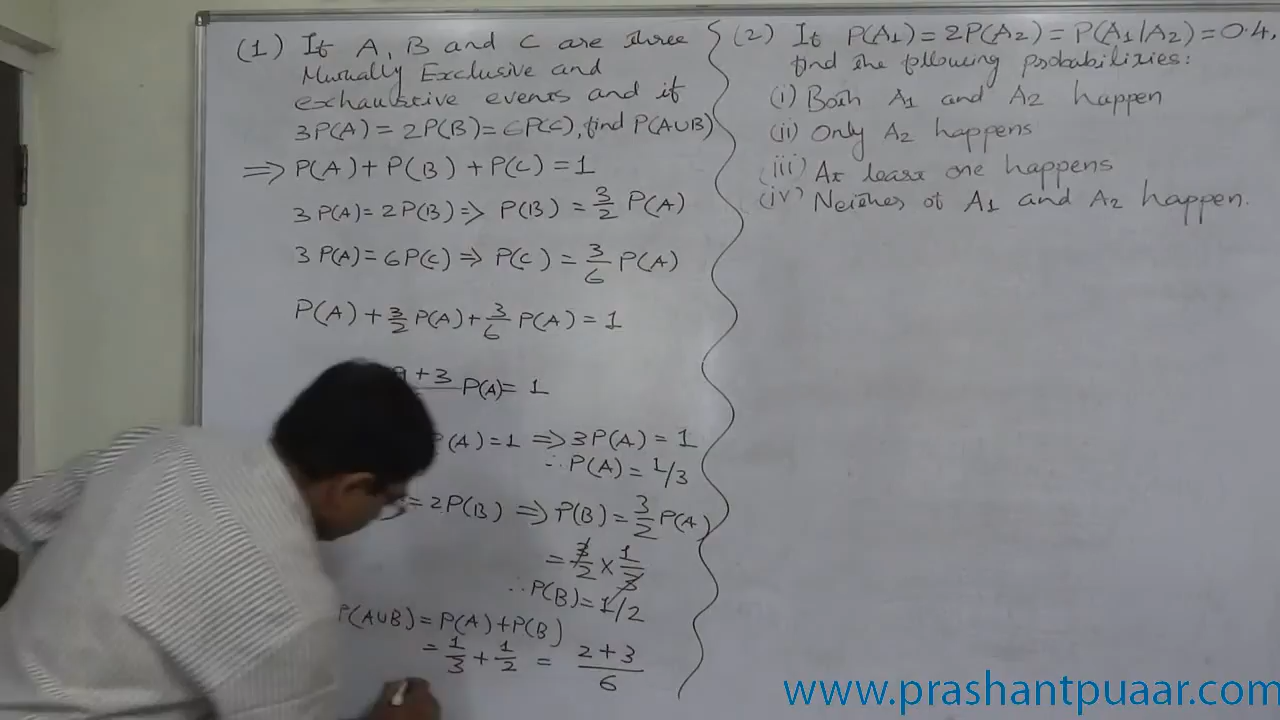 (1) If A, B and C are three
Mutually Exclusive and
exhaustive events and if
3P(A) = 2P(B) = 6P(C), find P(A∪B)
⇒ P(A) + P(B) + P(C) = 1
3P(A) = 2P(B) ⇒ P(B) = 3/2 P(A)
3P(A) = 6P(C) ⇒ P(C) = 3/6 P(A)
P(A) + 3/2 P(A) + 3/6 P(A) = 1
9 + 3 P(A) = 1
P(A) = 1 ⇒ 3P(A) = 1
∴ P(A) = 1/3
= 2P(B) ⇒ P(B) = 3/2 P(A)
= 3/2 × 1/3
∴ P(B) = 1/2
P(A∪B) = P(A) + P(B)
= 1/3 + 1/2 = 2+3/6
(2) If P(A1) = 2P(A2) = P(A1/A2) = 0.4,
find the following probabilities:
(i) Both A1 and A2 happen
(ii) Only A2 happens
(iii) At least one happens
(iv) Neither of A1 and A2 happen.
www.prashantpuaar.com